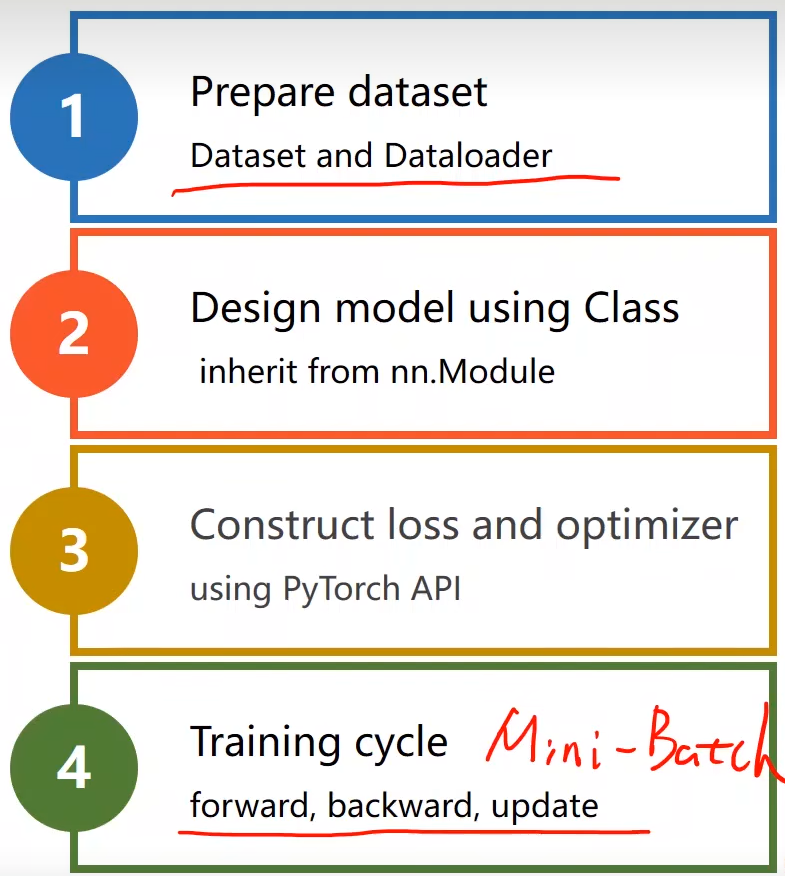 1
Prepare dataset
Dataset and Dataloader
2
Design model using Class
inherit from nn.Module
3
Construct loss and optimizer
using PyTorch API
4
Training cycle Mini-Batch
forward, backward, update